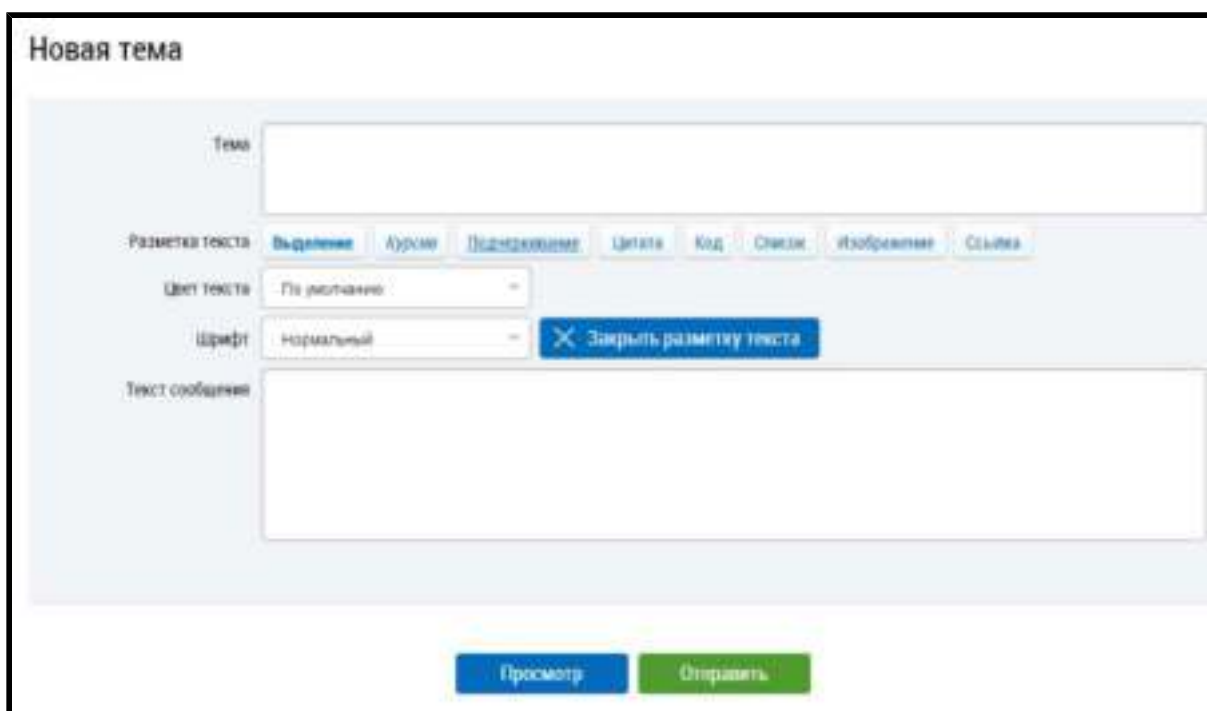 Новая тема
Тема
Разметка текста Выделение Курсив Подчеркивание Цитата Код Список Изображение Ссылка
Цвет текста По умолчанию
Шрифт Нормальный Закрыть разметку текста
Текст сообщения
Просмотр Отправить